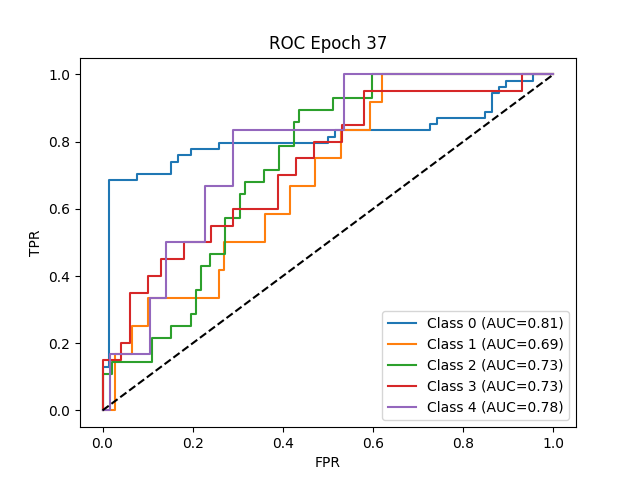 ROC Epoch 37
TPR
1.0
0.8
0.6
0.4
0.2
0.0
Class 0 (AUC=0.81)
Class 1 (AUC=0.69)
Class 2 (AUC=0.73)
Class 3 (AUC=0.73)
Class 4 (AUC=0.78)
0.0 0.2 0.4 0.6 0.8 1.0
FPR